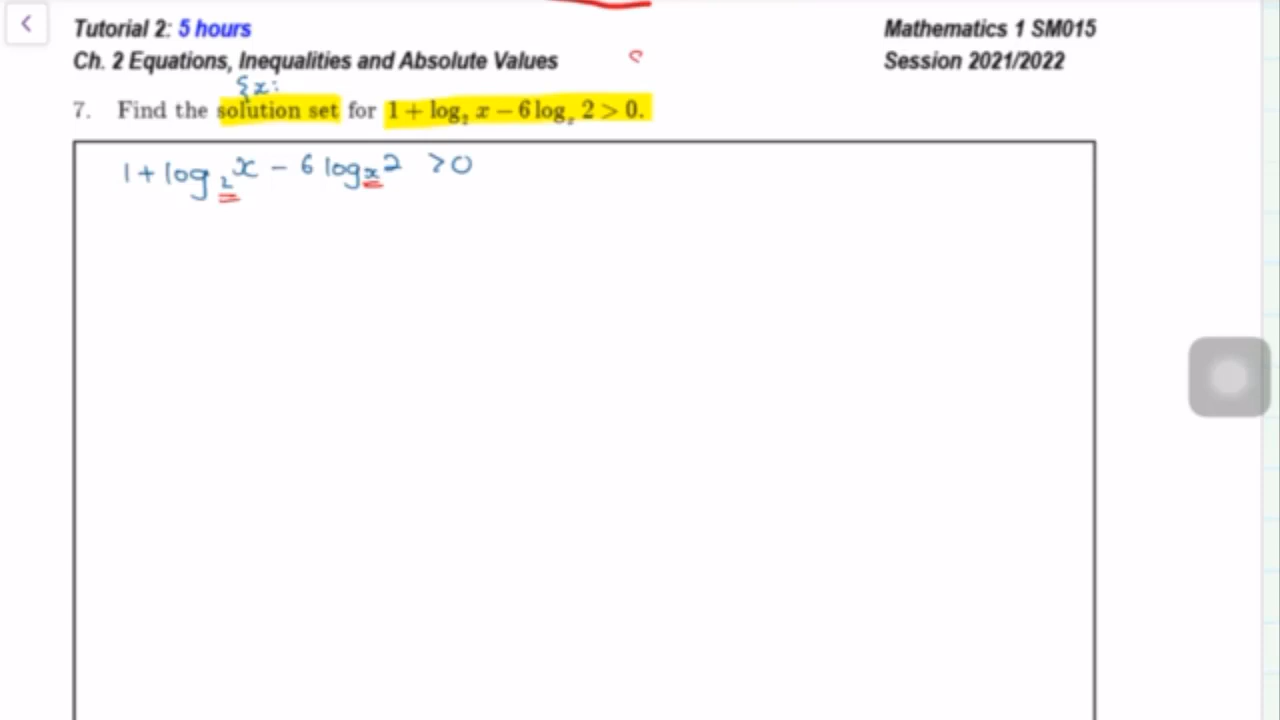 Tutorial 2: 5 hours
Mathematics 1 SM015
Ch. 2 Equations, Inequalities and Absolute Values
Session 2021/2022
{x:
7. Find the solution set for 1 + log₂ x − 6 logₓ 2 > 0.
1 + log₂ x − 6 logₓ 2 > 0